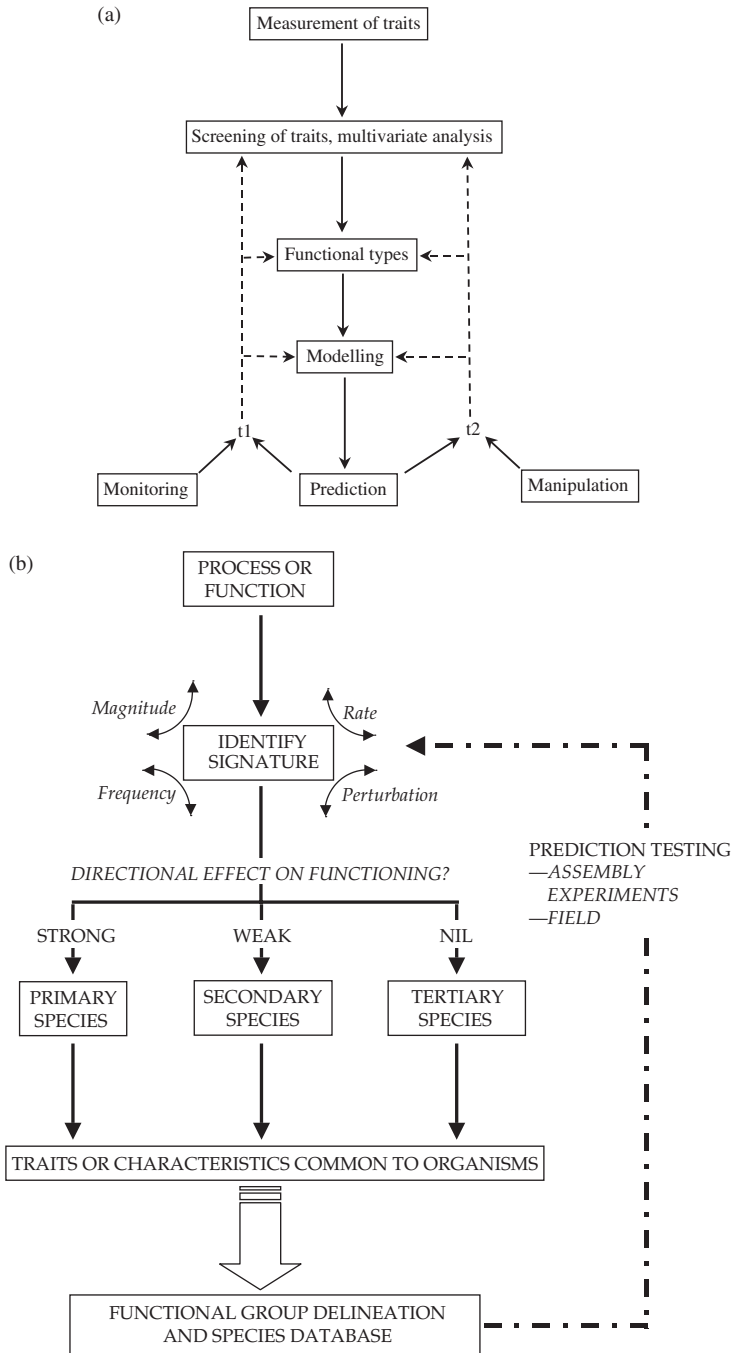 (a)
Measurement of traits
Screening of traits, multivariate analysis
Functional types
Modelling
t1
t2
Monitoring
Prediction
Manipulation
(b)
PROCESS OR
FUNCTION
Magnitude
Rate
IDENTIFY
SIGNATURE
Frequency
Perturbation
DIRECTIONAL EFFECT ON FUNCTIONING?
PREDICTION TESTING
—ASSEMBLY
EXPERIMENTS
—FIELD
STRONG
WEAK
NIL
PRIMARY
SPECIES
SECONDARY
SPECIES
TERTIARY
SPECIES
TRAITS OR CHARACTERISTICS COMMON TO ORGANISMS
FUNCTIONAL GROUP DELINEATION
AND SPECIES DATABASE